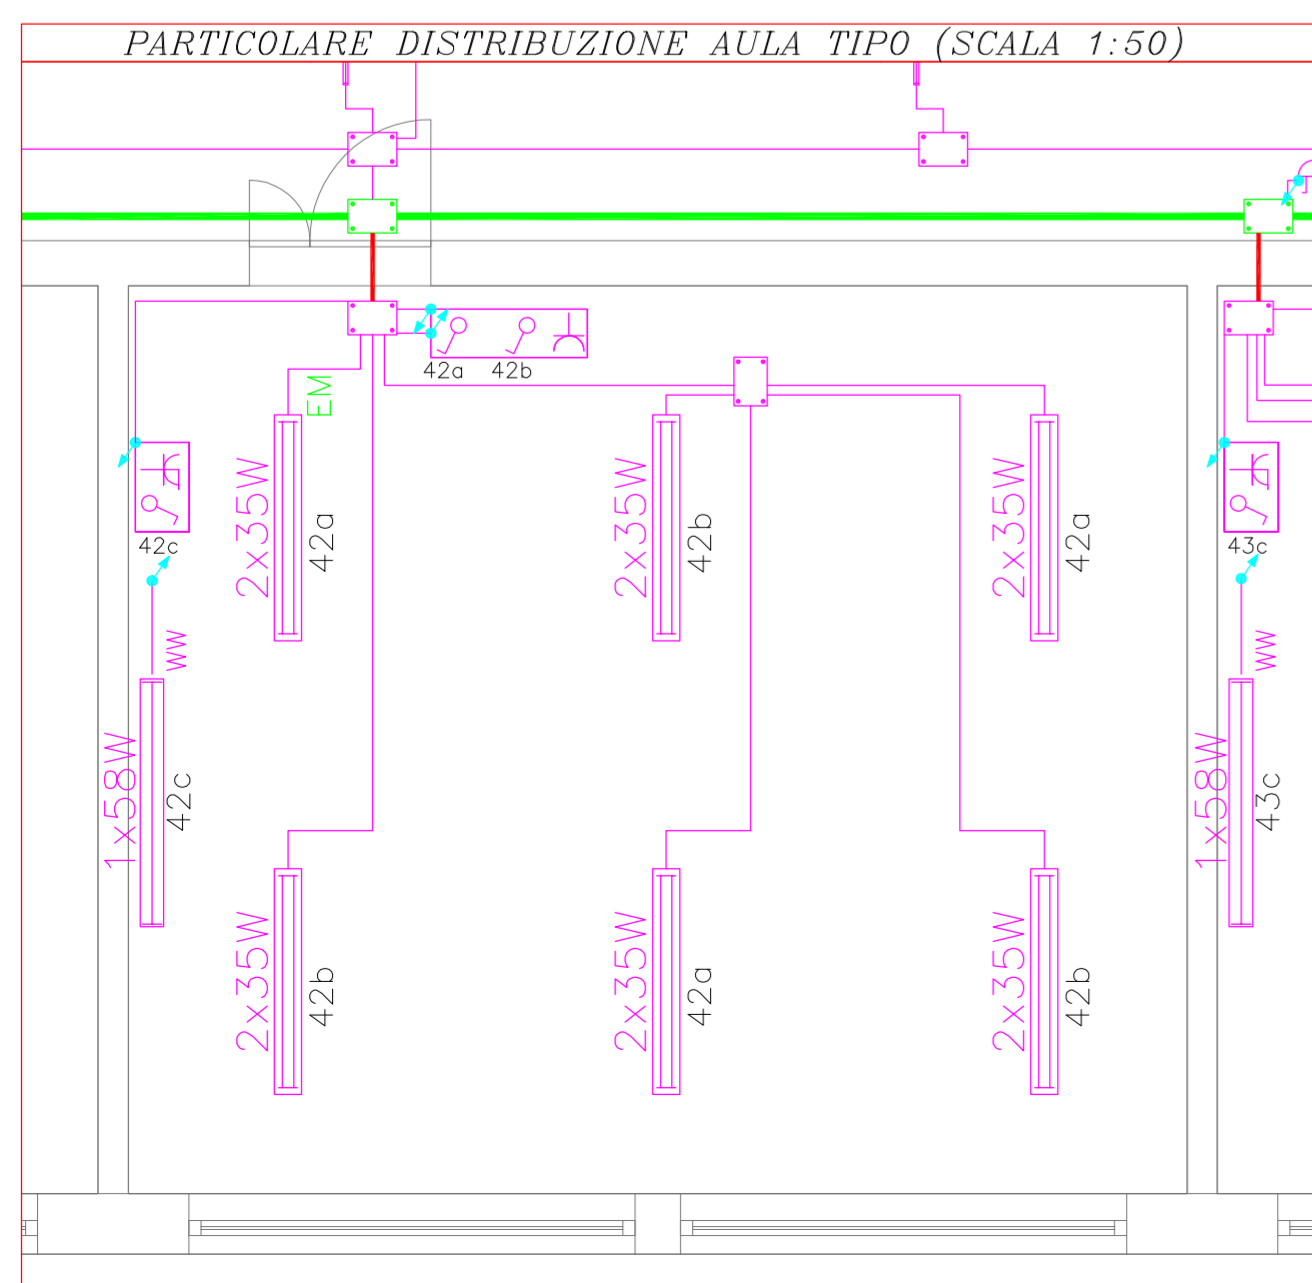 PARTICOLARE DISTRIBUZIONE AULA TIPO (SCALA 1:50)
42a
42b
EM
2x35W
42a
2x35W
42b
2x35W
42a
42c
43c
WW
WW
1x58W
42c
1x58W
43c
2x35W
42b
2x35W
42a
2x35W
42b